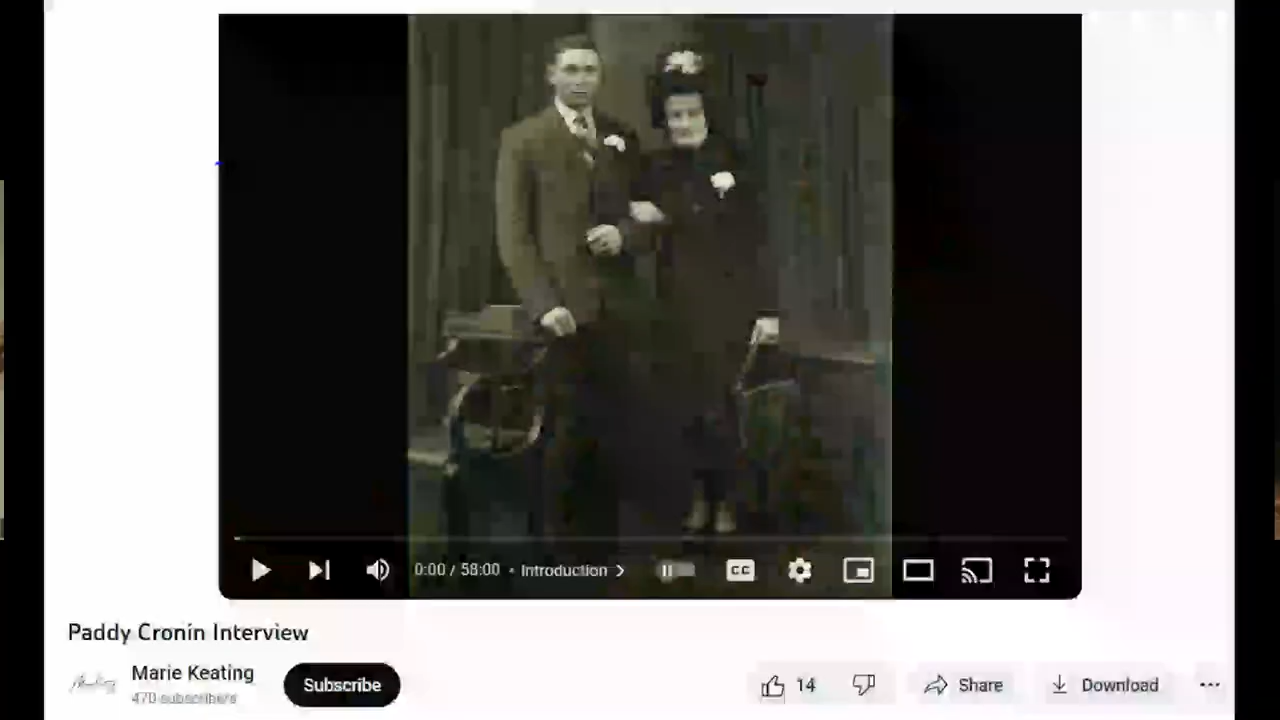 0:00 / 58:00 • Introduction
CC
Paddy Cronin Interview
Marie Keating
Subscribe
470 subscribers
14
Share
Download